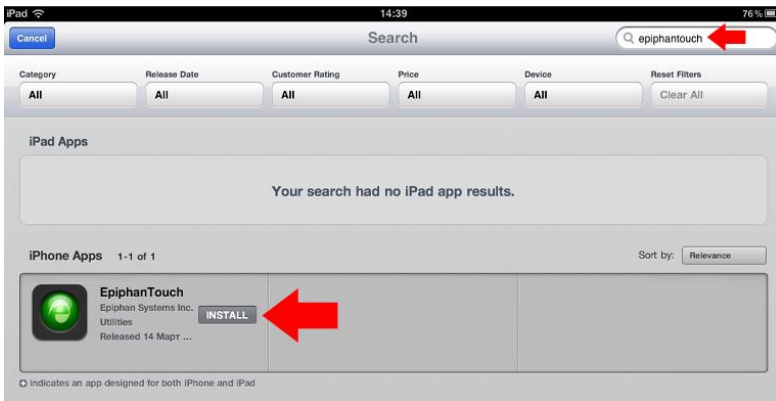 iPad 14:39 76%
Cancel Search epiphantouch
Category Release Date Customer Rating Price Device Reset Filters
All All All All All Clear All
iPad Apps
Your search had no iPad app results.
iPhone Apps 1-1 of 1 Sort by: Relevance
EpiphanTouch
Epiphan Systems Inc.
Utilities
INSTALL
Released 14 Март ...
+ indicates an app designed for both iPhone and iPad